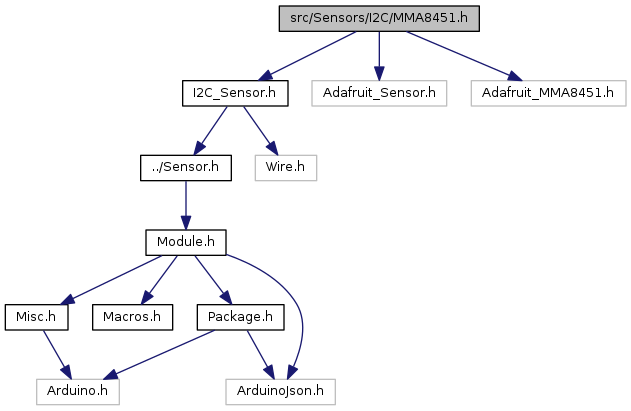 src/Sensors/I2C/MMA8451.h
I2C_Sensor.h
Adafruit_Sensor.h
Adafruit_MMA8451.h
../Sensor.h
Wire.h
Module.h
Misc.h
Macros.h
Package.h
Arduino.h
ArduinoJson.h